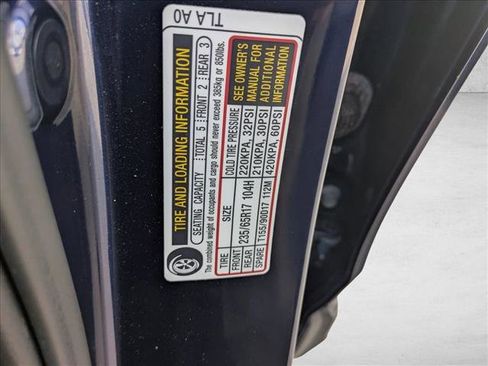 TLA A0
TIRE AND LOADING INFORMATION
SEATING CAPACITY TOTAL 5 FRONT 2 REAR 3
The combined weight of occupants and cargo should never exceed 385kg or 850lbs.
TIRE SIZE COLD TIRE PRESSURE
FRONT 235/65R17 104H 220KPA, 32PSI
REAR 210KPA, 30PSI
SPARE T155/90D17 112M 420KPA, 60PSI
SEE OWNER'S
MANUAL FOR
ADDITIONAL
INFORMATION